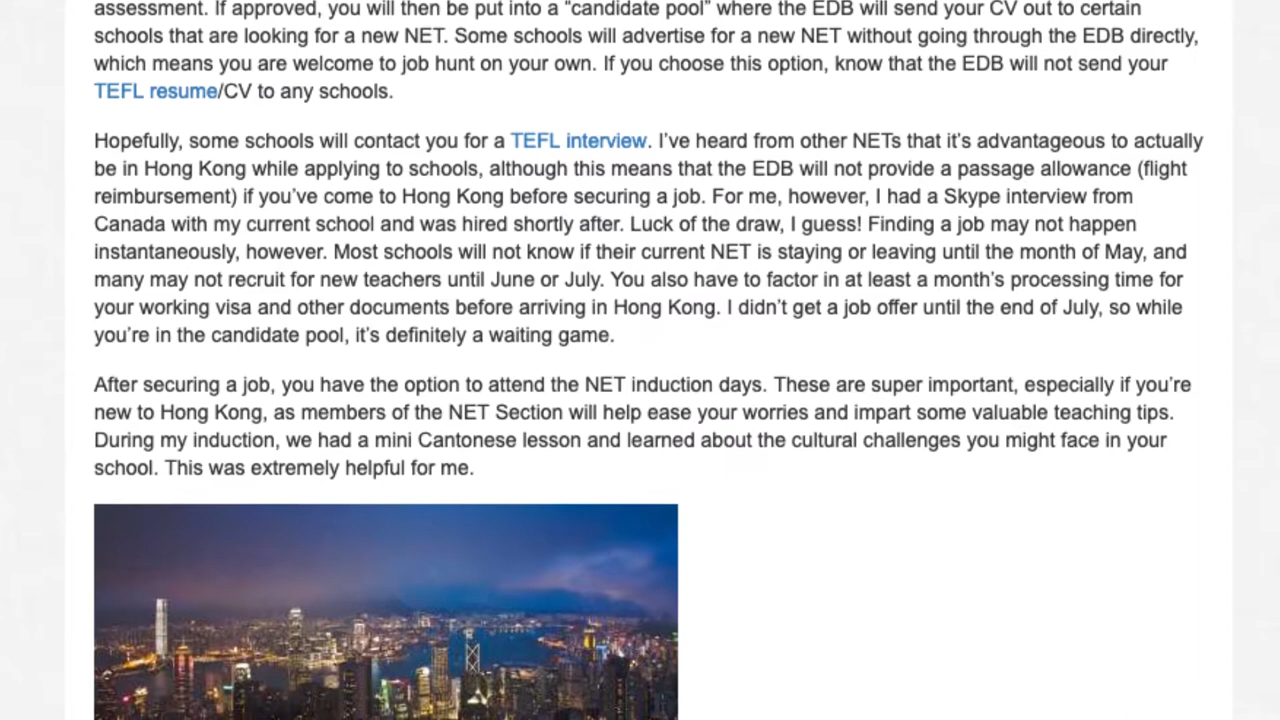 assessment. If approved, you will then be put into a “candidate pool” where the EDB will send your CV out to certain
schools that are looking for a new NET. Some schools will advertise for a new NET without going through the EDB directly,
which means you are welcome to job hunt on your own. If you choose this option, know that the EDB will not send your
TEFL resume/CV to any schools.
Hopefully, some schools will contact you for a TEFL interview. I’ve heard from other NETs that it’s advantageous to actually
be in Hong Kong while applying to schools, although this means that the EDB will not provide a passage allowance (flight
reimbursement) if you’ve come to Hong Kong before securing a job. For me, however, I had a Skype interview from
Canada with my current school and was hired shortly after. Luck of the draw, I guess! Finding a job may not happen
instantaneously, however. Most schools will not know if their current NET is staying or leaving until the month of May, and
many may not recruit for new teachers until June or July. You also have to factor in at least a month’s processing time for
your working visa and other documents before arriving in Hong Kong. I didn’t get a job offer until the end of July, so while
you’re in the candidate pool, it’s definitely a waiting game.
After securing a job, you have the option to attend the NET induction days. These are super important, especially if you’re
new to Hong Kong, as members of the NET Section will help ease your worries and impart some valuable teaching tips.
During my induction, we had a mini Cantonese lesson and learned about the cultural challenges you might face in your
school. This was extremely helpful for me.